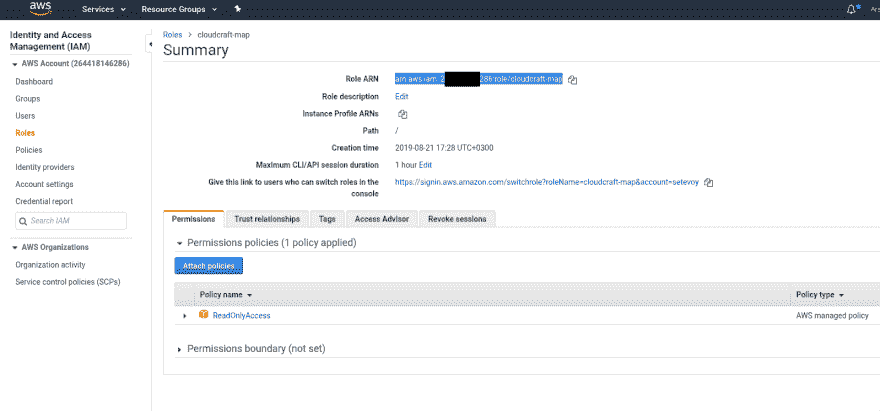 aws Services Resource Groups
Identity and Access
Management (IAM)
AWS Account (264418146286)
Dashboard
Groups
Users
Roles
Policies
Identity providers
Account settings
Credential report
Search IAM
AWS Organizations
Organization activity
Service control policies (SCPs)
Roles > cloudcraft-map
Summary
Role ARN arn:aws:iam::2 286:role/cloudcraft-map
Role description Edit
Instance Profile ARNs
Path /
Creation time 2019-08-21 17:28 UTC+0300
Maximum CLI/API session duration 1 hour Edit
Give this link to users who can switch roles in the https://signin.aws.amazon.com/switchrole?roleName=cloudcraft-map&account=setevoy
console
Permissions Trust relationships Tags Access Advisor Revoke sessions
Permissions policies (1 policy applied)
Attach policies
Policy name Policy type
ReadOnlyAccess AWS managed policy
Permissions boundary (not set)